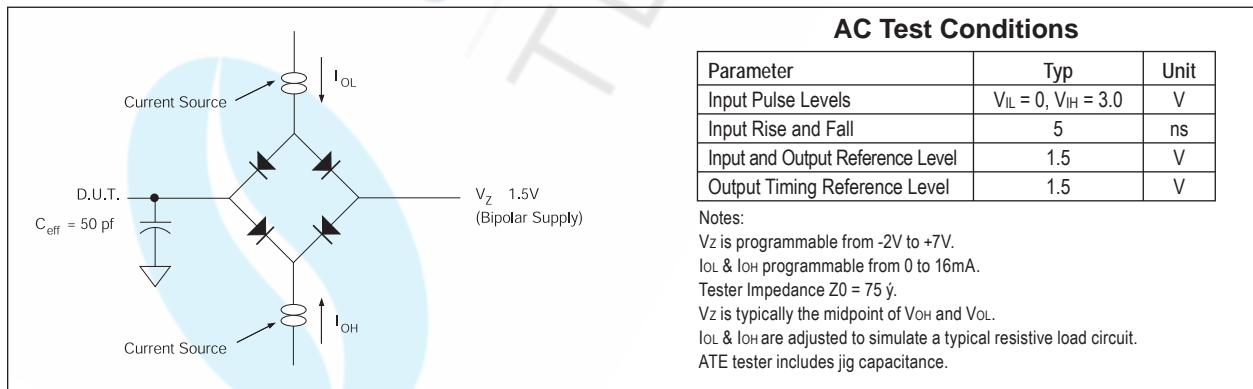 I_OL
Current Source
D.U.T.
C_eff = 50 pf
V_Z 1.5V
(Bipolar Supply)
I_OH
Current Source
AC Test Conditions
Parameter Typ Unit
Input Pulse Levels VIL = 0, VIH = 3.0 V
Input Rise and Fall 5 ns
Input and Output Reference Level 1.5 V
Output Timing Reference Level 1.5 V
Notes:
VZ is programmable from -2V to +7V.
IOL & IOH programmable from 0 to 16mA.
Tester Impedance Z0 = 75 ý.
VZ is typically the midpoint of VOH and VOL.
IOL & IOH are adjusted to simulate a typical resistive load circuit.
ATE tester includes jig capacitance.